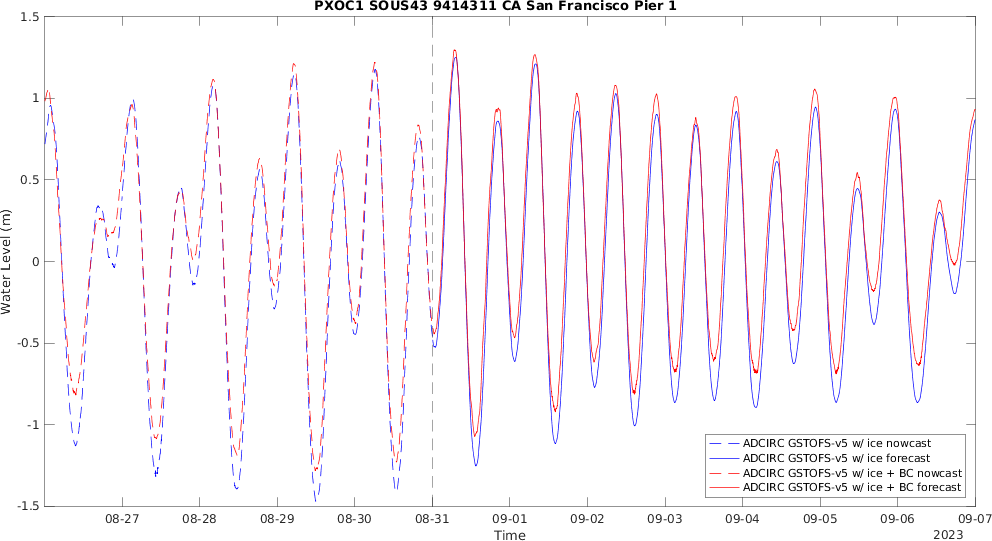 PXOC1 SOUS43 9414311 CA San Francisco Pier 1
1.5
1
0.5
0
-0.5
-1
-1.5
Water Level (m)
08-27 08-28 08-29 08-30 08-31 09-01 09-02 09-03 09-04 09-05 09-06 09-07
Time
2023
ADCIRC GSTOFS-v5 w/ ice nowcast
ADCIRC GSTOFS-v5 w/ ice forecast
ADCIRC GSTOFS-v5 w/ ice + BC nowcast
ADCIRC GSTOFS-v5 w/ ice + BC forecast